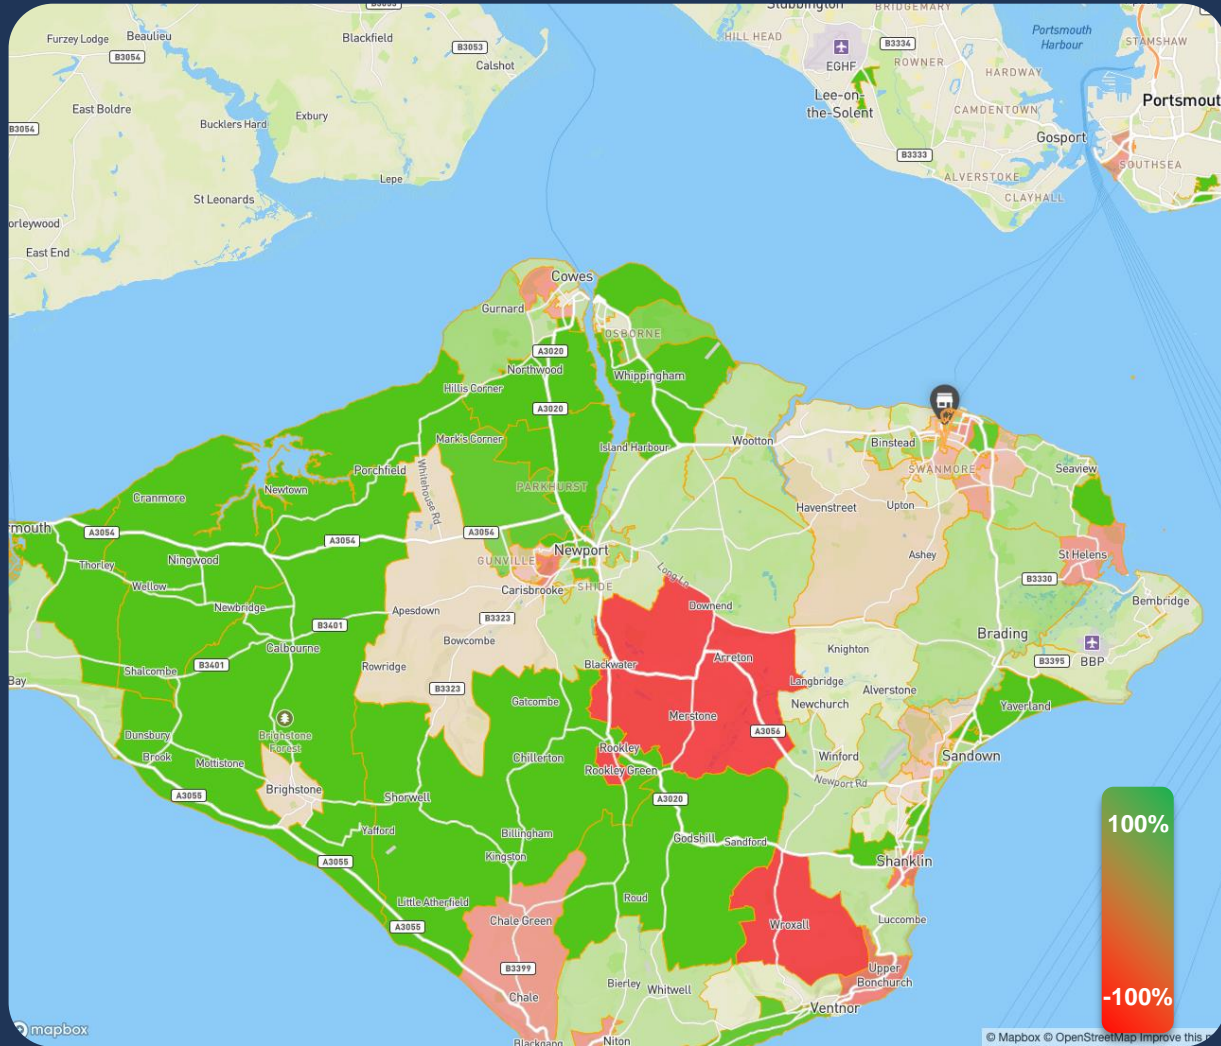 Stubbington
BRIDGEMARY
B3053
Furzey Lodge
Beaulieu
Blackfield
HILL HEAD
Portsmouth
Harbour
B3054
B3053
B3334
STAMSHAW
Calshot
EGHF
ROWNER
HARDWAY
East Boldre
Exbury
Lee-on-
the-Solent
CAMDENTOWN
Portsmout
B3054
Bucklers Hard
Gosport
B3333
SOUTHSEA
Lepe
ALVERSTOKE
St Leonards
CLAYHALL
orleywood
East End
Cowes
Gurnard
OSBORNE
A3020
Northwood
Whippingham
Hillis Corner
A3020
Mark's Corner
Island Harbour
Wootton
Binstead
Porchfield
Whitehouse Rd
SWANMORE
Seaview
Newtown
PARKHURST
Cranmore
Havenstreet
Upton
rmouth
A3054
A3054
A3054
Newport
Ashey
St Helens
Thorley
Ningwood
GUNVILLE
Long Ln
B3330
Wellow
Carisbrooke
SHIDE
Newbridge
Apesdown
B3323
Downend
Bembridge
B3401
Bowcombe
Brading
Calbourne
Knighton
BBP
B3401
Rowridge
Blackwater
Arreton
B3395
Shalcombe
Bay
B3323
Langbridge
Alverstone
Gatcombe
Newchurch
Yaverland
Merstone
Dunsbury
Brighstone
Forest
A3056
Brook
Mottistone
Rookley
Chillerton
Winford
Sandown
Rookley Green
Newport Rd
Brighstone
A3055
Shorwell
A3020
100%
Yafford
Billingham
Godshill
Sandford
Kingston
A3055
Shanklin
Little Atherfield
Roud
Chale Green
Luccombe
A3055
Wroxall
B3399
Upper
Bonchurch
Bierley
Whitwell
Chale
-100%
Ventnor
mapbox
Blackgang
Niton
© Mapbox © OpenStreetMap Improve this